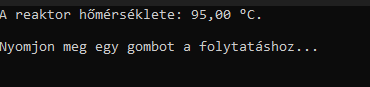 A reaktor hőmérséklete: 95,00 °C.
Nyomjon meg egy gombot a folytatáshoz...